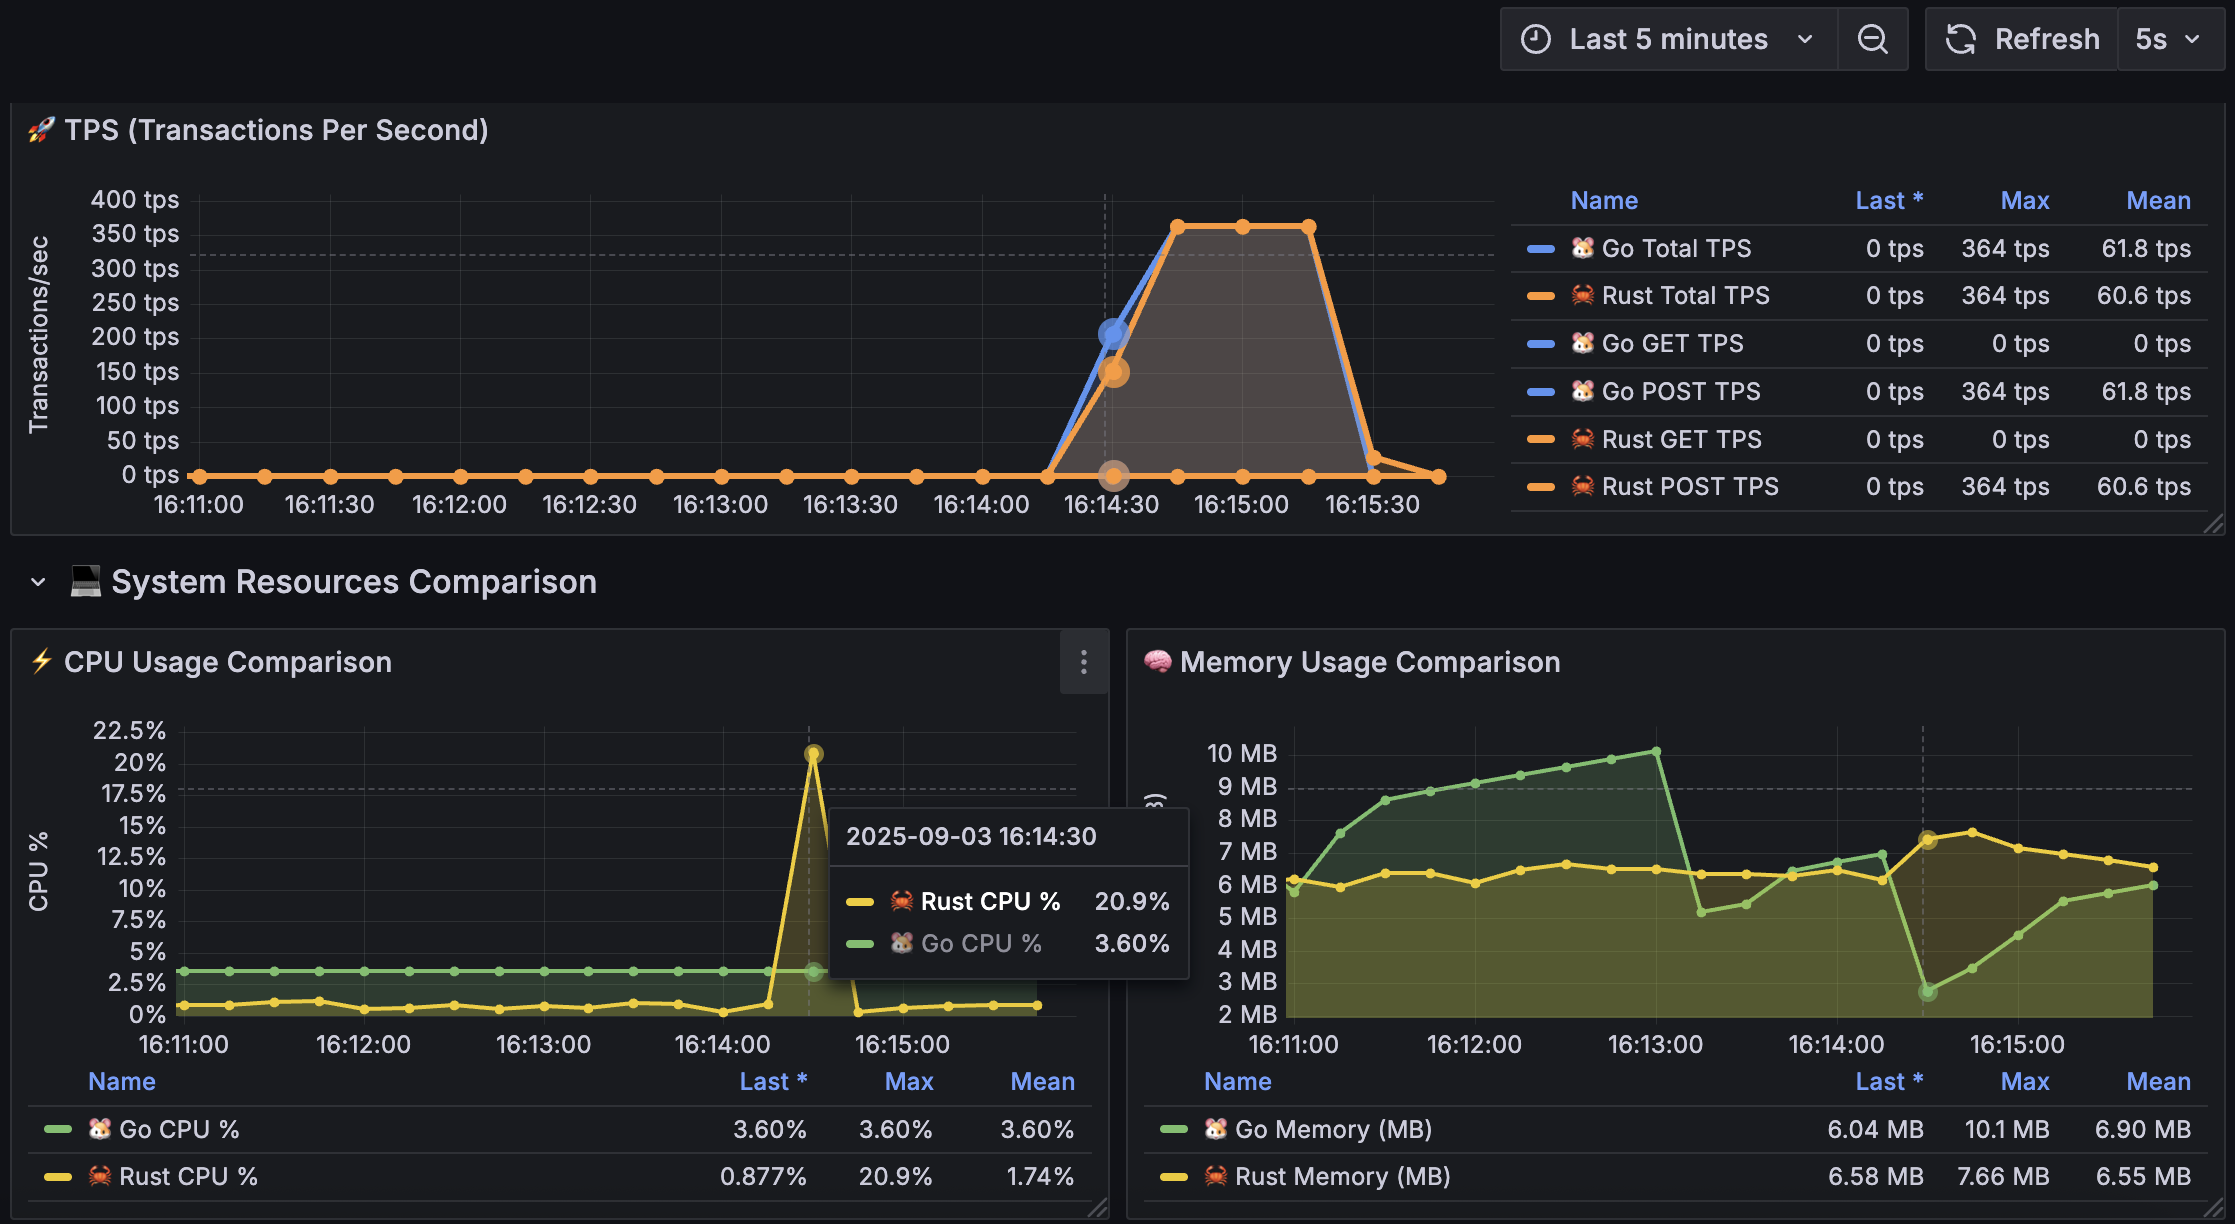 Last 5 minutes
Refresh
5s
🚀 TPS (Transactions Per Second)
Transactions/sec
400 tps
350 tps
300 tps
250 tps
200 tps
150 tps
100 tps
50 tps
0 tps
16:11:00 16:11:30 16:12:00 16:12:30 16:13:00 16:13:30 16:14:00 16:14:30 16:15:00 16:15:30
Name Last * Max Mean
🐹 Go Total TPS 0 tps 364 tps 61.8 tps
🦀 Rust Total TPS 0 tps 364 tps 60.6 tps
🐹 Go GET TPS 0 tps 0 tps 0 tps
🐹 Go POST TPS 0 tps 364 tps 61.8 tps
🦀 Rust GET TPS 0 tps 0 tps 0 tps
🦀 Rust POST TPS 0 tps 364 tps 60.6 tps
💻 System Resources Comparison
⚡ CPU Usage Comparison
CPU %
22.5%
20%
17.5%
15%
12.5%
10%
7.5%
5%
2.5%
0%
16:11:00 16:12:00 16:13:00 16:14:00 16:15:00
2025-09-03 16:14:30
🦀 Rust CPU % 20.9%
🐹 Go CPU % 3.60%
Name Last * Max Mean
🐹 Go CPU % 3.60% 3.60% 3.60%
🦀 Rust CPU % 0.877% 20.9% 1.74%
🧠 Memory Usage Comparison
10 MB
9 MB
8 MB
7 MB
6 MB
5 MB
4 MB
3 MB
2 MB
16:11:00 16:12:00 16:13:00 16:14:00 16:15:00
Name Last * Max Mean
🐹 Go Memory (MB) 6.04 MB 10.1 MB 6.90 MB
🦀 Rust Memory (MB) 6.58 MB 7.66 MB 6.55 MB